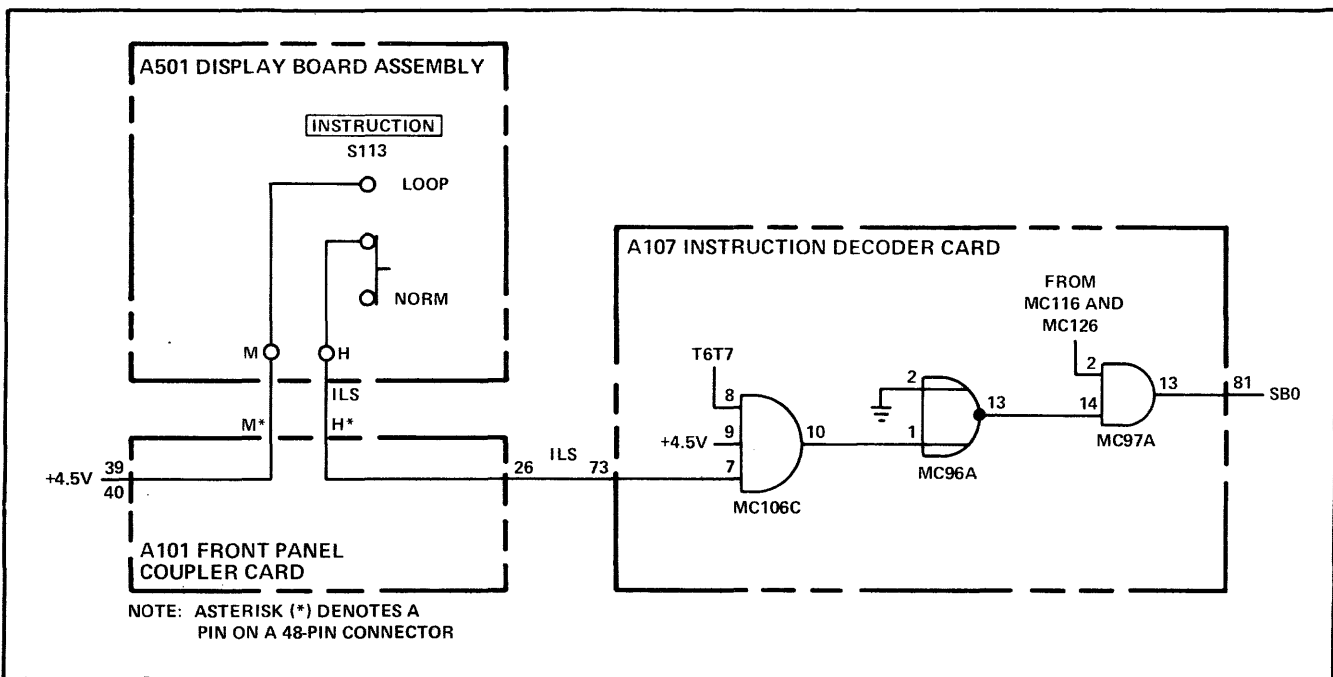 A501 DISPLAY BOARD ASSEMBLY
INSTRUCTION
S113
LOOP
NORM
M
H
ILS
M*
H*
+4.5V
39
40
26
ILS
73
A101 FRONT PANEL
COUPLER CARD
NOTE: ASTERISK (*) DENOTES A
PIN ON A 48-PIN CONNECTOR
A107 INSTRUCTION DECODER CARD
FROM
MC116 AND
MC126
T6T7
8
+4.5V
9
7
10
MC106C
2
1
13
MC96A
2
14
13
MC97A
81
SB0